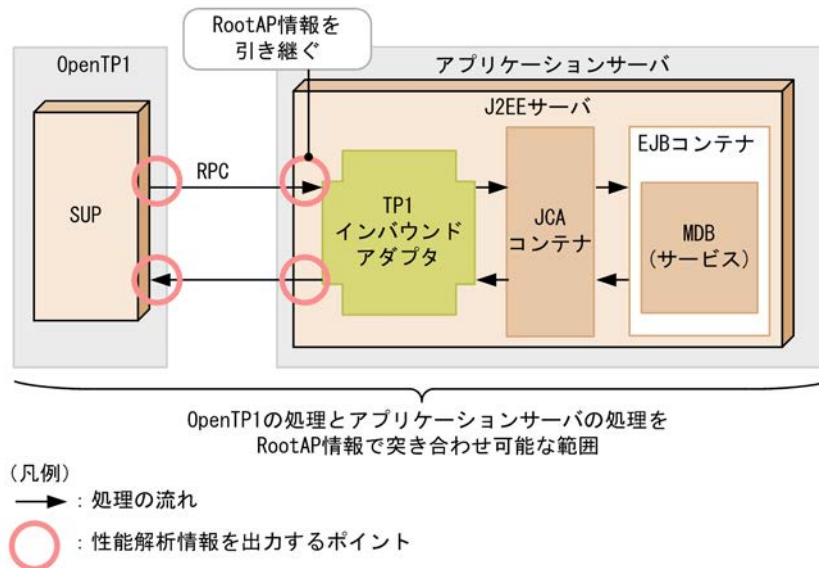 RootAP情報を
引き継ぐ
OpenTP1
アプリケーションサーバ
J2EEサーバ
EJBコンテナ
RPC
SUP
TP1
インバウンド
アダプタ
JCA
コンテナ
MDB
(サービス)
OpenTP1の処理とアプリケーションサーバの処理を
RootAP情報で突き合わせ可能な範囲
(凡例)
:処理の流れ
:性能解析情報を出力するポイント